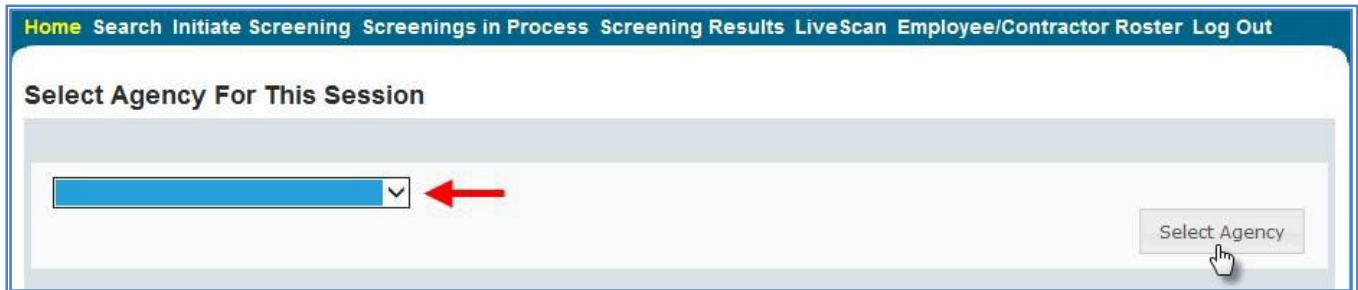 Home Search Initiate Screening Screenings in Process Screening Results LiveScan Employee/Contractor Roster Log Out
Select Agency For This Session
Select Agency